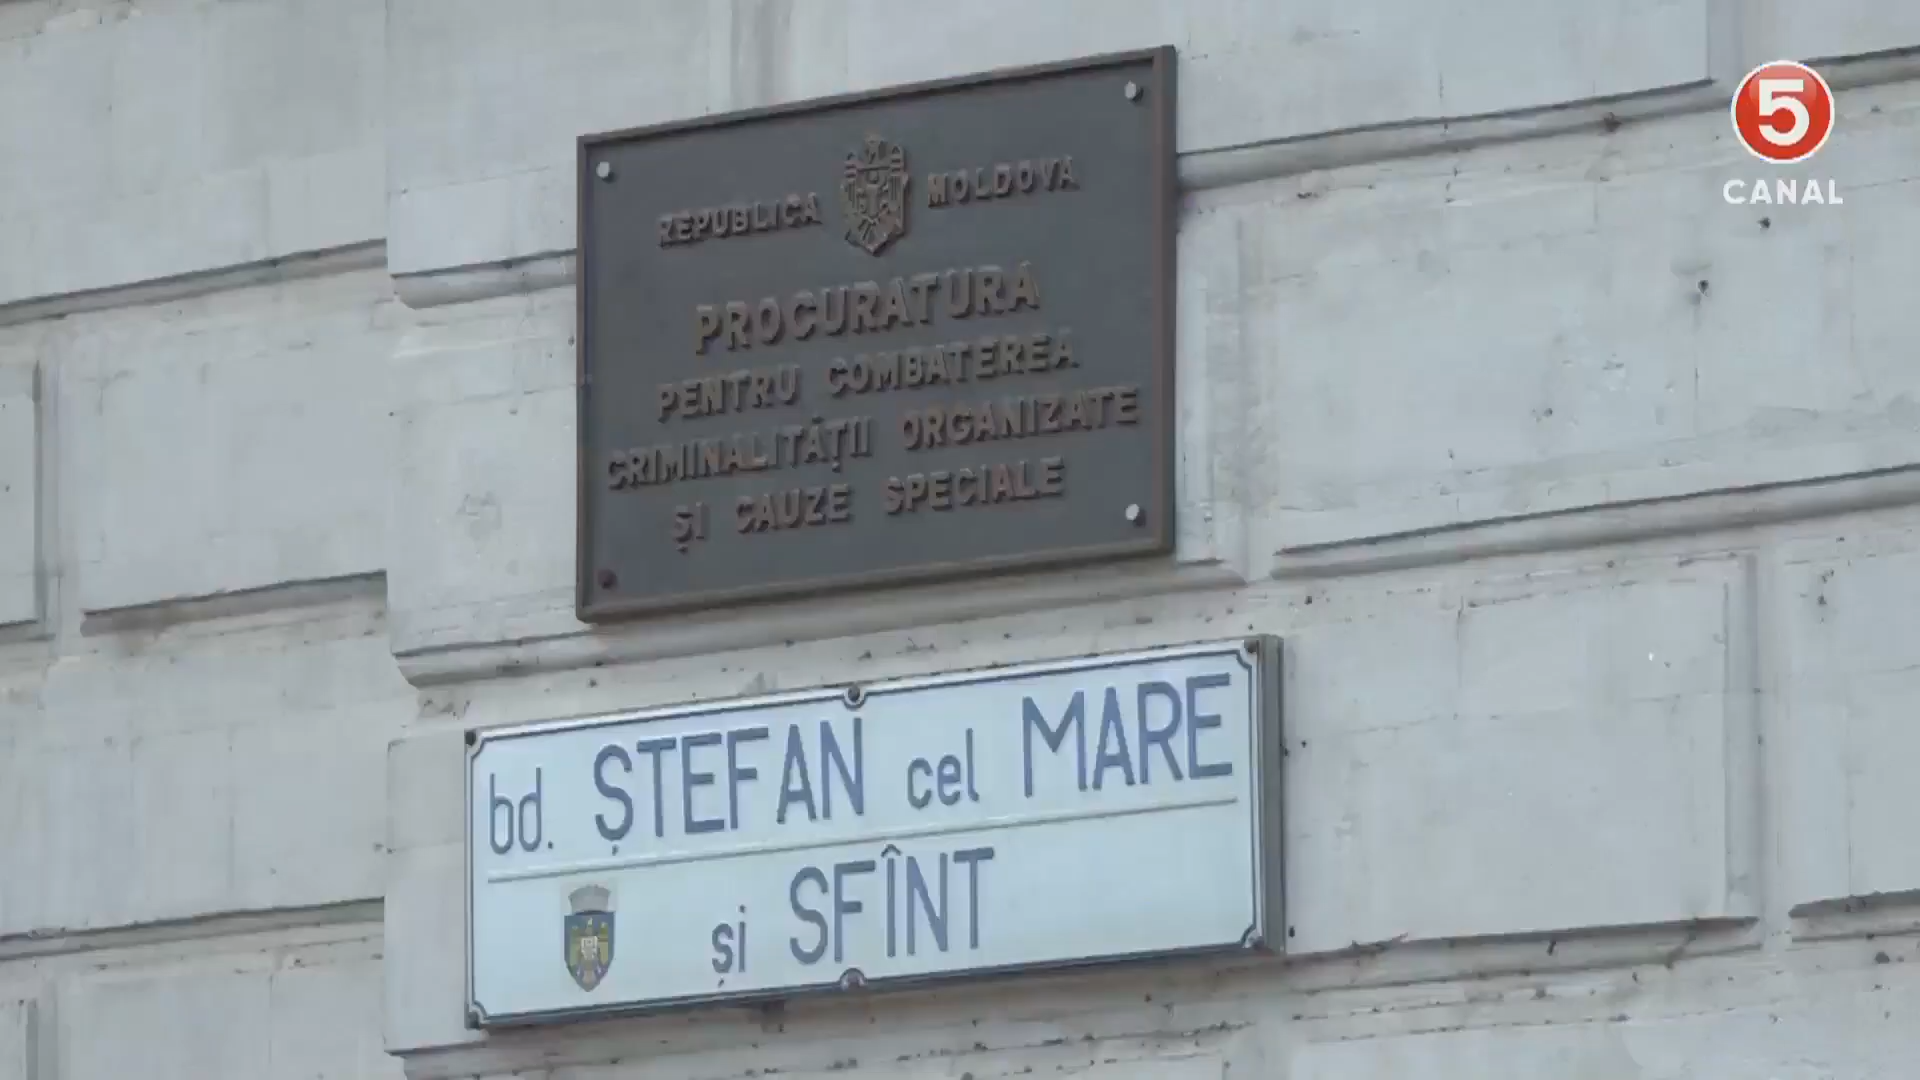 5
CANAL
REPUBLICA MOLDOVA
PROCURATURA
PENTRU COMBATEREA
CRIMINALITĂȚII ORGANIZATE
ȘI CAUZE SPECIALE
bd. ȘTEFAN cel MARE
și SFÎNT